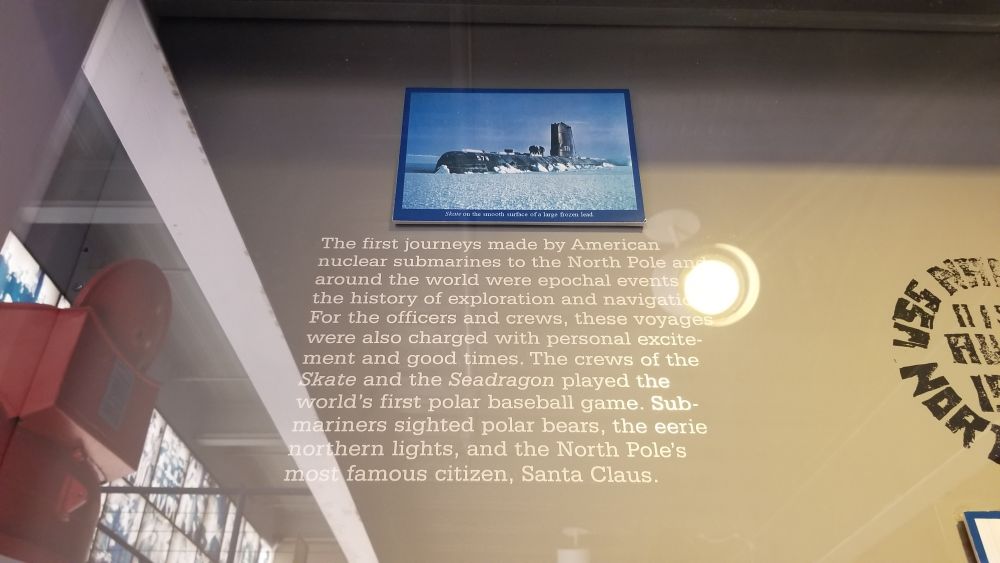 578
Skate on the smooth surface of a large frozen lead.
The first journeys made by American
nuclear submarines to the North Pole and
around the world were epochal events
the history of exploration and navigation.
For the officers and crews, these voyages
were also charged with personal excite-
ment and good times. The crews of the
Skate and the Seadragon played the
world's first polar baseball game. Sub-
mariners sighted polar bears, the eerie
northern lights, and the North Pole's
most famous citizen, Santa Claus.
USS